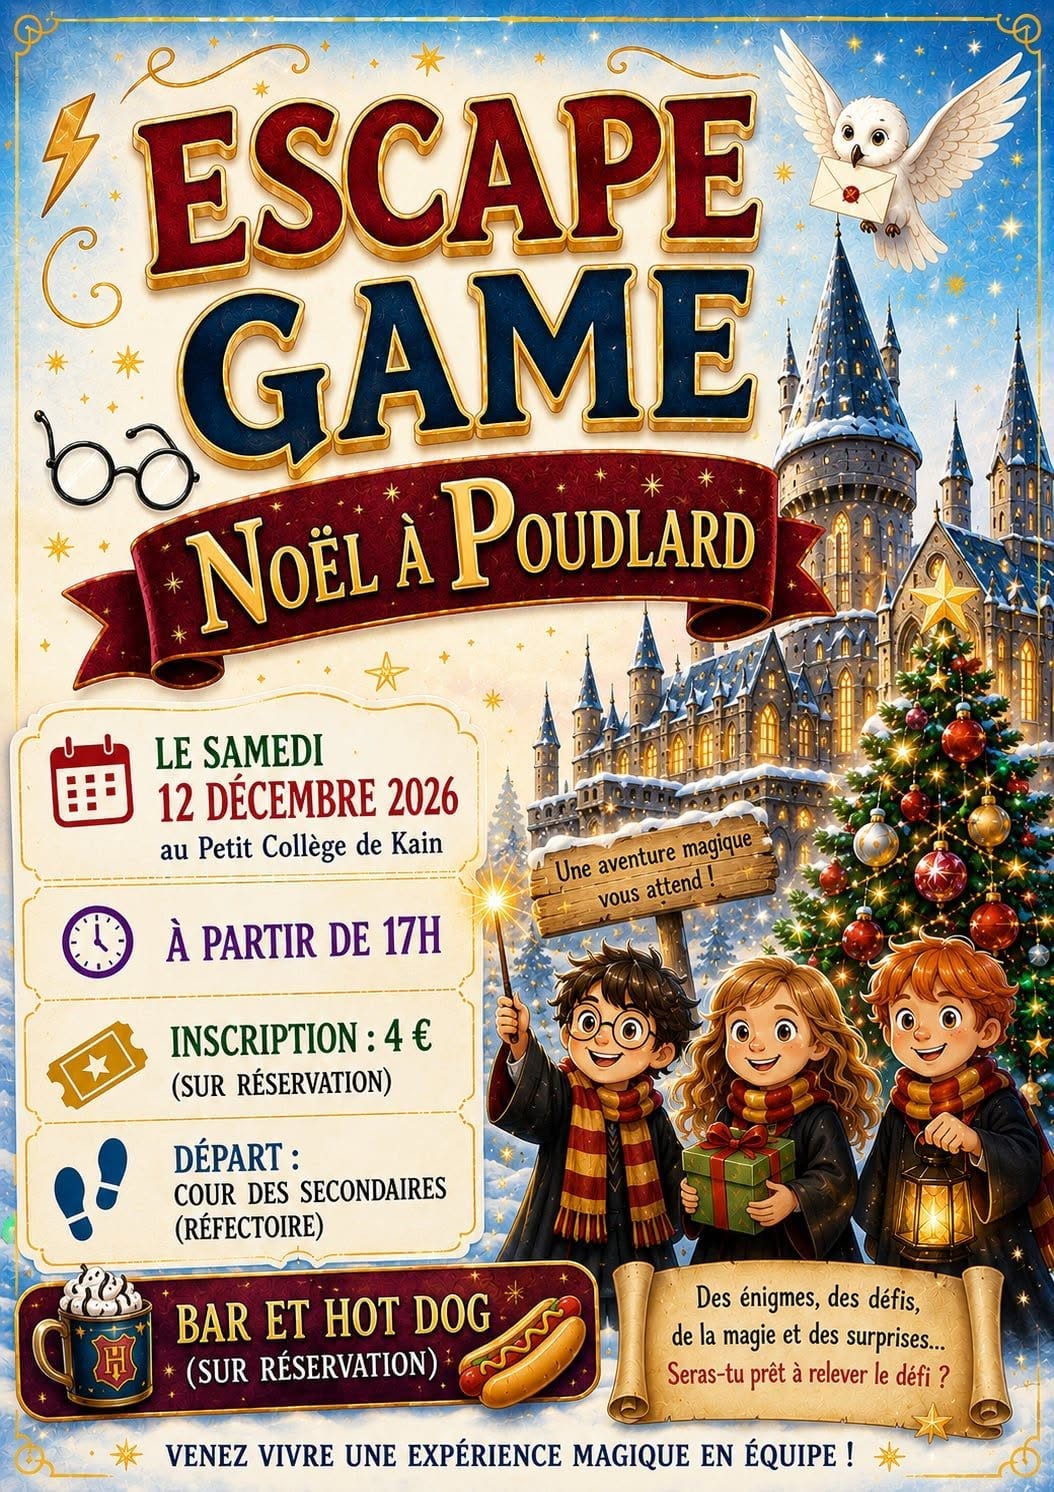 ESCAPE
GAME
NOËL À POUDLARD
LE SAMEDI
12 DÉCEMBRE 2026
au Petit Collège de Kain
À PARTIR DE 17H
INSCRIPTION : 4 €
(SUR RÉSERVATION)
DÉPART :
COUR DES SECONDAIRES
(RÉFECTOIRE)
Une aventure magique
vous attend !
BAR ET HOT DOG
(SUR RÉSERVATION)
H
Des énigmes, des défis,
de la magie et des surprises...
Seras-tu prêt à relever le défi ?
VENEZ VIVRE UNE EXPÉRIENCE MAGIQUE EN ÉQUIPE !